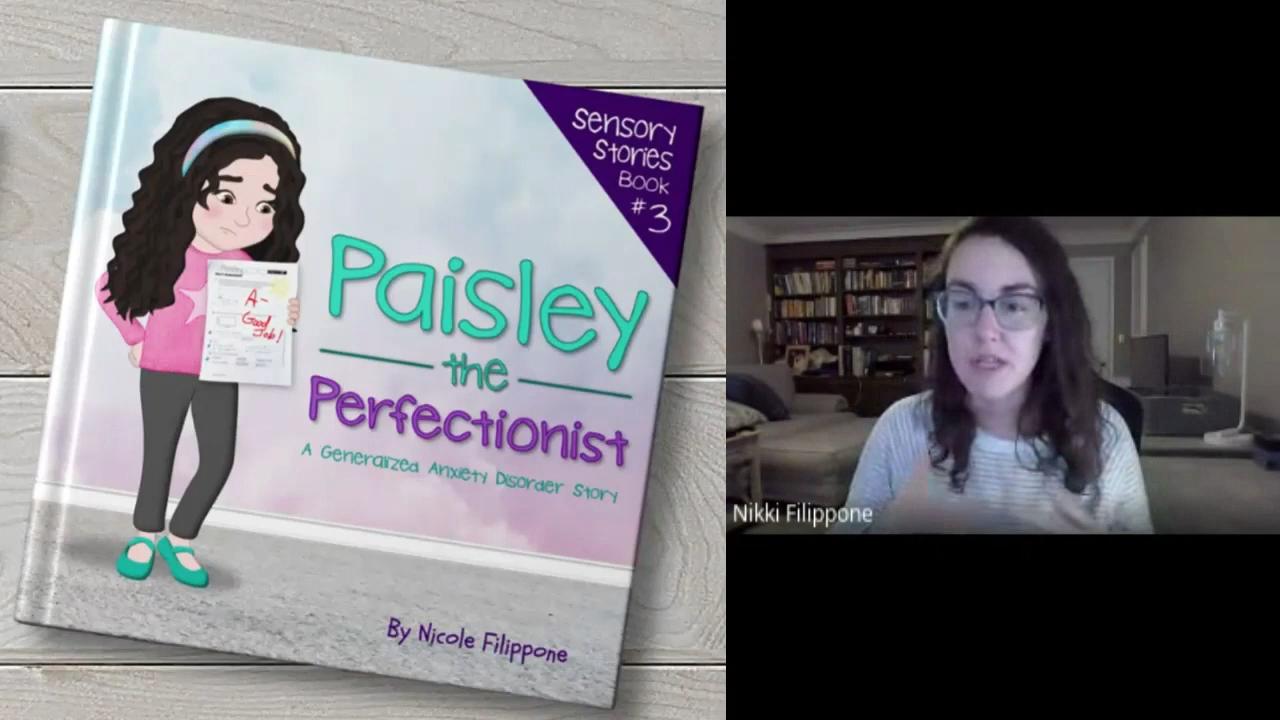 Sensory
Stories
Book
#3
A-
Good
Job!
Paisley
the
Perfectionist
A Generalized Anxiety Disorder Story
By Nicole Filippone
Nikki Filippone